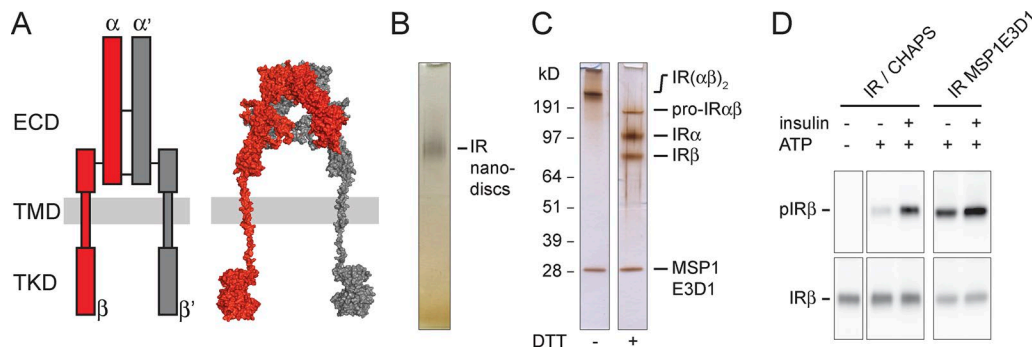 A
α α’
ECD
TMD
TKD
β β’
B
IR
nano-
discs
C
kD
191
97
64
51
39
28
IR(αβ)₂
pro-IRαβ
IRα
IRβ
MSP1
E3D1
DTT - +
D
IR / CHAPS
IR MSP1E3D1
insulin - - + - +
ATP - + + + +
pIRβ
IRβ